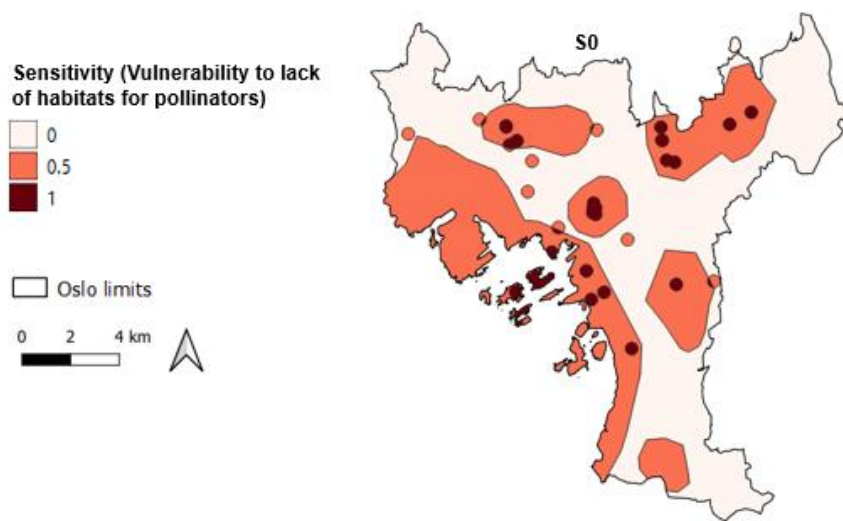 S0
Sensitivity (Vulnerability to lack
of habitats for pollinators)
0
0,5
1
Oslo limits
0 2 4 km